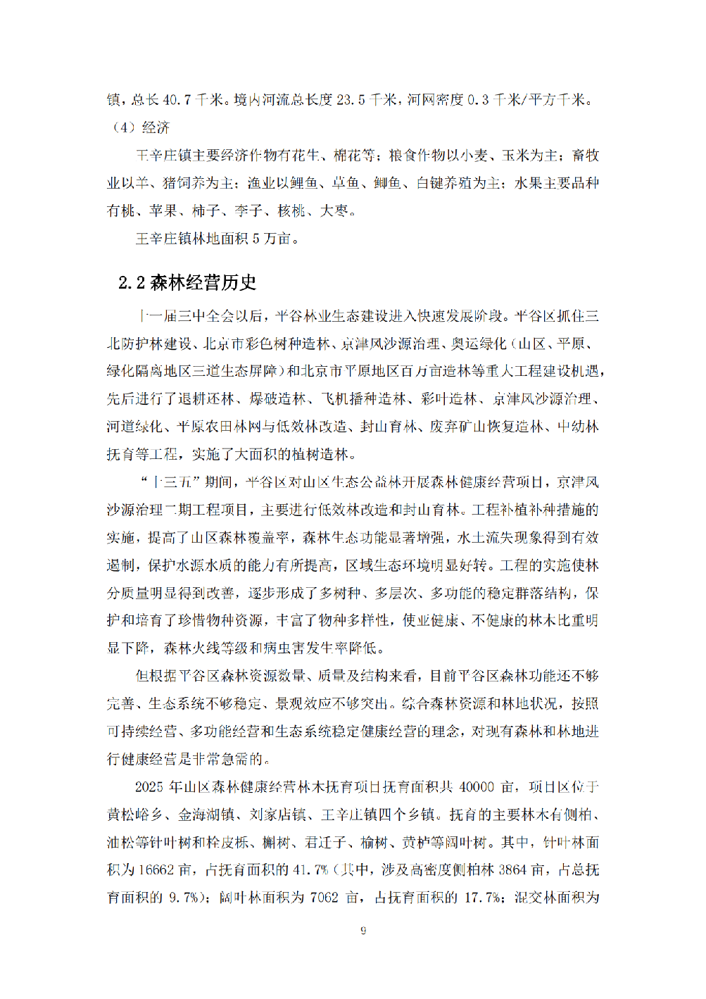 镇，总长 40.7 千米。境内河流总长度 23.5 千米，河网密度 0.3 千米/平方千米。
（4）经济
王辛庄镇主要经济作物有花生、棉花等；粮食作物以小麦、玉米为主；畜牧
业以羊、猪饲养为主；渔业以鲤鱼、草鱼、鲫鱼、白键养殖为主；水果主要品种
有桃、苹果、柿子、李子、核桃、大枣。
王辛庄镇林地面积 5 万亩。
2.2 森林经营历史
十一届三中全会以后，平谷林业生态建设进入快速发展阶段。平谷区抓住三
北防护林建设、北京市彩色树种造林、京津风沙源治理、奥运绿化（山区、平原、
绿化隔离地区三道生态屏障）和北京市平原地区百万亩造林等重大工程建设机遇，
先后进行了退耕还林、爆破造林、飞机播种造林、彩叶造林、京津风沙源治理、
河道绿化、平原农田林网与低效林改造、封山育林、废弃矿山恢复造林、中幼林
抚育等工程，实施了大面积的植树造林。
“十三五”期间，平谷区对山区生态公益林开展森林健康经营项目，京津风
沙源治理二期工程项目，主要进行低效林改造和封山育林。工程补植补种措施的
实施，提高了山区森林覆盖率，森林生态功能显著增强，水土流失现象得到有效
遏制，保护水源水质的能力有所提高，区域生态环境明显好转。工程的实施使林
分质量明显得到改善，逐步形成了多树种、多层次、多功能的稳定群落结构，保
护和培育了珍惜物种资源，丰富了物种多样性，使亚健康、不健康的林木比重明
显下降，森林火线等级和病虫害发生率降低。
但根据平谷区森林资源数量、质量及结构来看，目前平谷区森林功能还不够
完善、生态系统不够稳定、景观效应不够突出。综合森林资源和林地状况，按照
可持续经营、多功能经营和生态系统稳定健康经营的理念，对现有森林和林地进
行健康经营是非常急需的。
2025 年山区森林健康经营林木抚育项目抚育面积共 40000 亩，项目区位于
黄松峪乡、金海湖镇、刘家店镇、王辛庄镇四个乡镇。抚育的主要林木有侧柏、
油松等针叶树和栓皮栎、槲树、君迁子、榆树、黄栌等阔叶树。其中，针叶林面
积为 16662 亩，占抚育面积的 41.7%（其中，涉及高密度侧柏林 3864 亩，占总抚
育面积的 9.7%）；阔叶林面积为 7062 亩，占抚育面积的 17.7%；混交林面积为
9